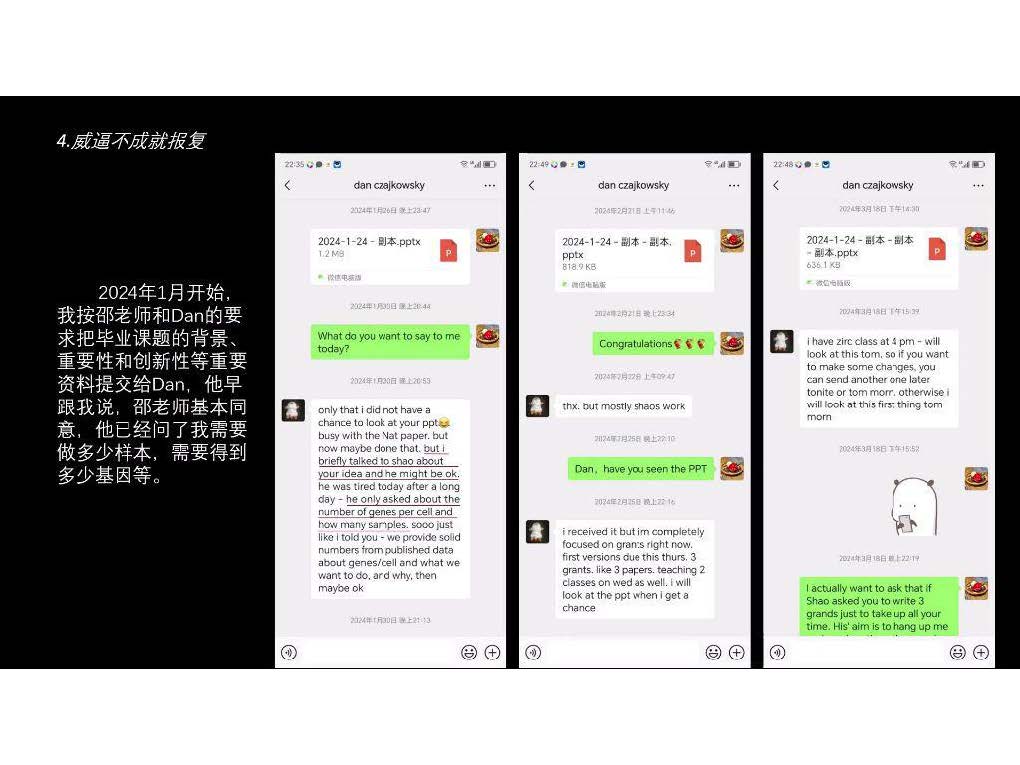 4.威逼不成就报复
2024年1月开始，
我按邵老师和Dan的要
求把毕业课题的背景、
重要性和创新性等重要
资料提交给Dan，他早
跟我说，邵老师基本同
意，他已经问了我需要
做多少样本，需要得到
多少基因等。
22:35
dan czajkowsky
2024年1月26日 晚上23:47
2024-1-24 - 副本.pptx
1.2 MB
P
微信电脑版
2024年1月30日 晚上20:44
What do you want to say to me
today?
2024年1月30日 晚上20:53
only that i did not have a
chance to look at your ppt😂
busy with the Nat paper. but
now maybe done that. but i
briefly talked to shao about
your idea and he might be ok.
he was tired today after a long
day – he only asked about the
number of genes per cell and
how many samples. sooo just
like i told you - we provide solid
numbers from published data
about genes/cell and what we
want to do, and why, then
maybe ok
2024年1月30日 晚上21:13
22:49
dan czajkowsky
2024年2月21日 上午11:46
2024-1-24 - 副本 - 副本.
pptx
818.9 KB
P
微信电脑版
2024年2月21日 晚上23:34
Congratulations
2024年2月22日 上午09:47
thx. but mostly shaos work
2024年2月25日 晚上22:10
Dan，have you seen the PPT
2024年2月25日 晚上22:16
i received it but im completely
focused on grants right now.
first versions due this thurs. 3
grants. like 3 papers. teaching 2
classes on wed as well. i will
look at the ppt when i get a
chance
22:48
dan czajkowsky
2024年3月18日 下午14:30
2024-1-24 - 副本 - 副本
- 副本.pptx
636.1 KB
P
微信电脑版
2024年3月18日 下午15:39
i have zirc class at 4 pm - will
look at this tom. so if you want
to make some changes, you
can send another one later
tonite or tom morr. otherwise i
will look at this first thing tom
morn
2024年3月18日 下午15:52
2024年3月18日 晚上22:19
I actually want to ask that if
Shao asked you to write 3
grands just to take up all your
time. His' aim is to hang up me